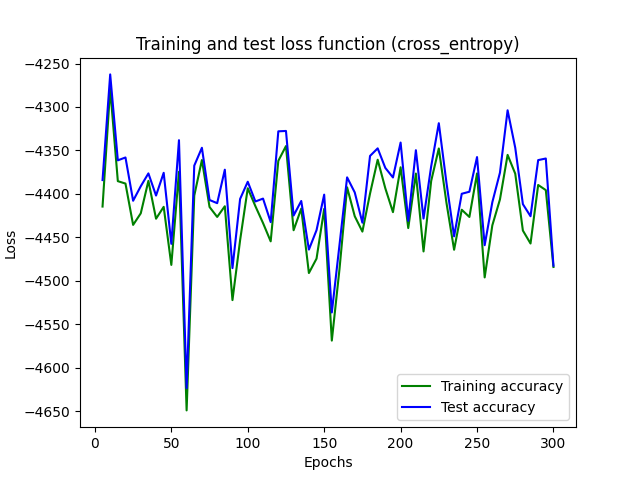 Training and test loss function (cross_entropy)
−4250
−4300
−4350
−4400
−4450
−4500
−4550
−4600
−4650
Loss
Training accuracy
Test accuracy
0 50 100 150 200 250 300
Epochs